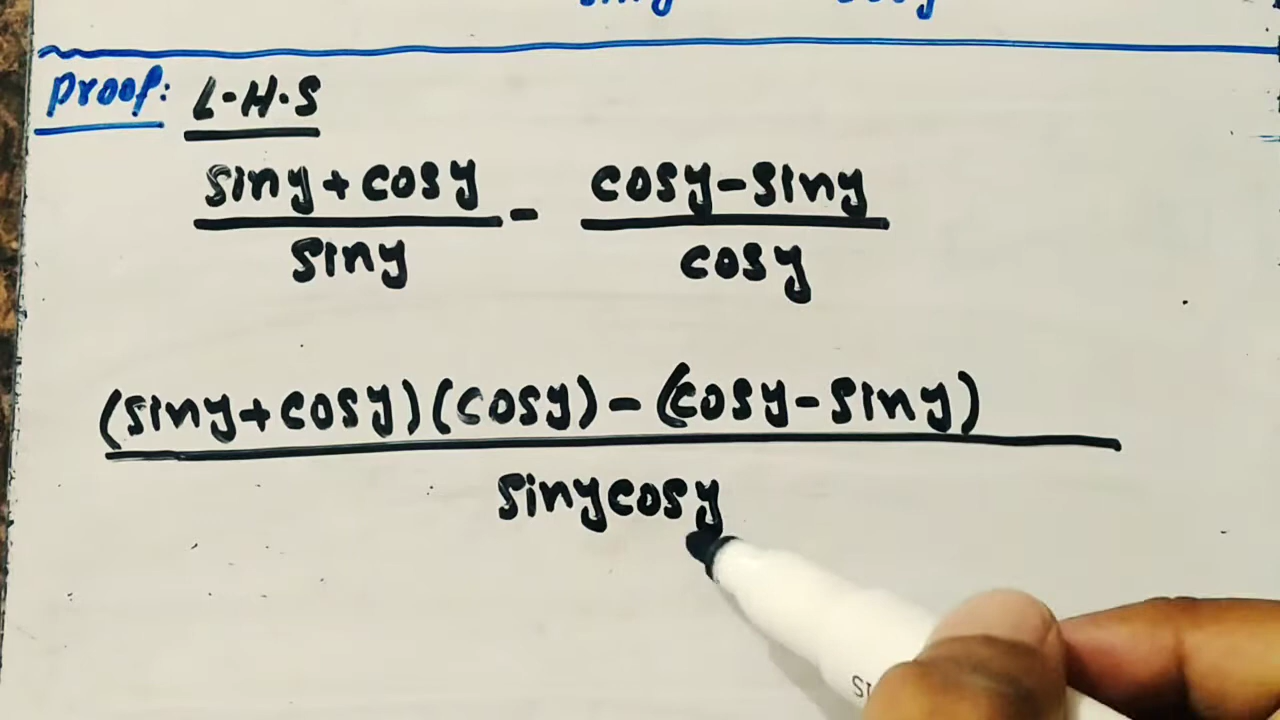 Proof: L.H.S
siny+cosy - cosy-siny
siny cosy
(siny+cosy)(cosy)-(cosy-siny)
sinycosy